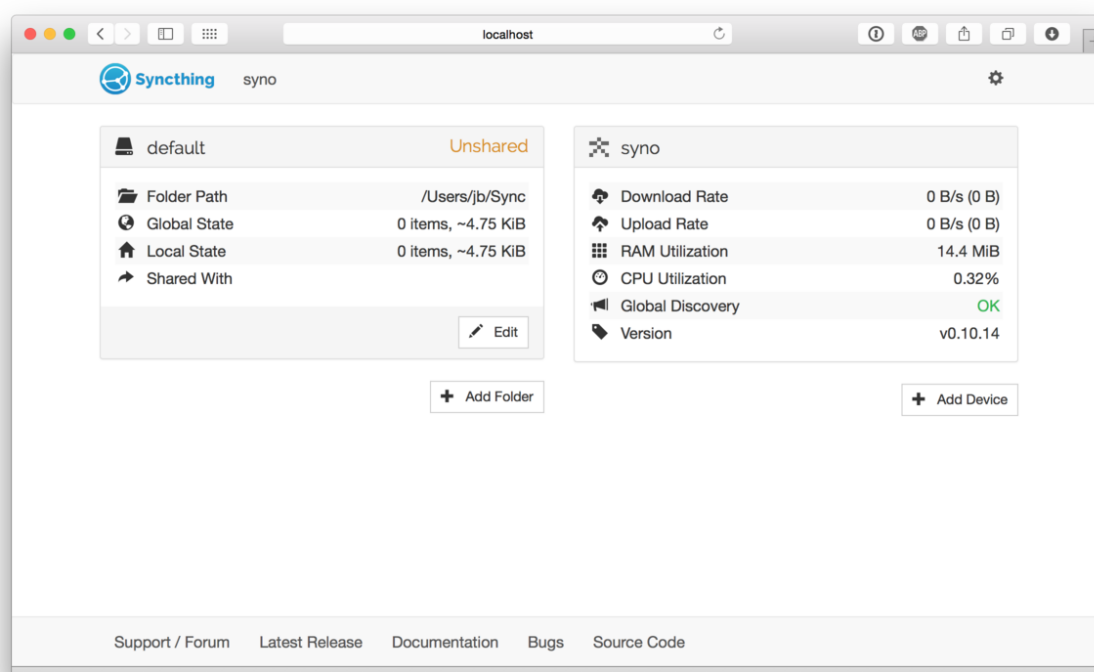 localhost
ABP
Syncthing syno
default Unshared
Folder Path /Users/jb/Sync
Global State 0 items, ~4.75 KiB
Local State 0 items, ~4.75 KiB
Shared With
Edit
Add Folder
syno
Download Rate 0 B/s (0 B)
Upload Rate 0 B/s (0 B)
RAM Utilization 14.4 MiB
CPU Utilization 0.32%
Global Discovery OK
Version v0.10.14
Add Device
Support / Forum Latest Release Documentation Bugs Source Code